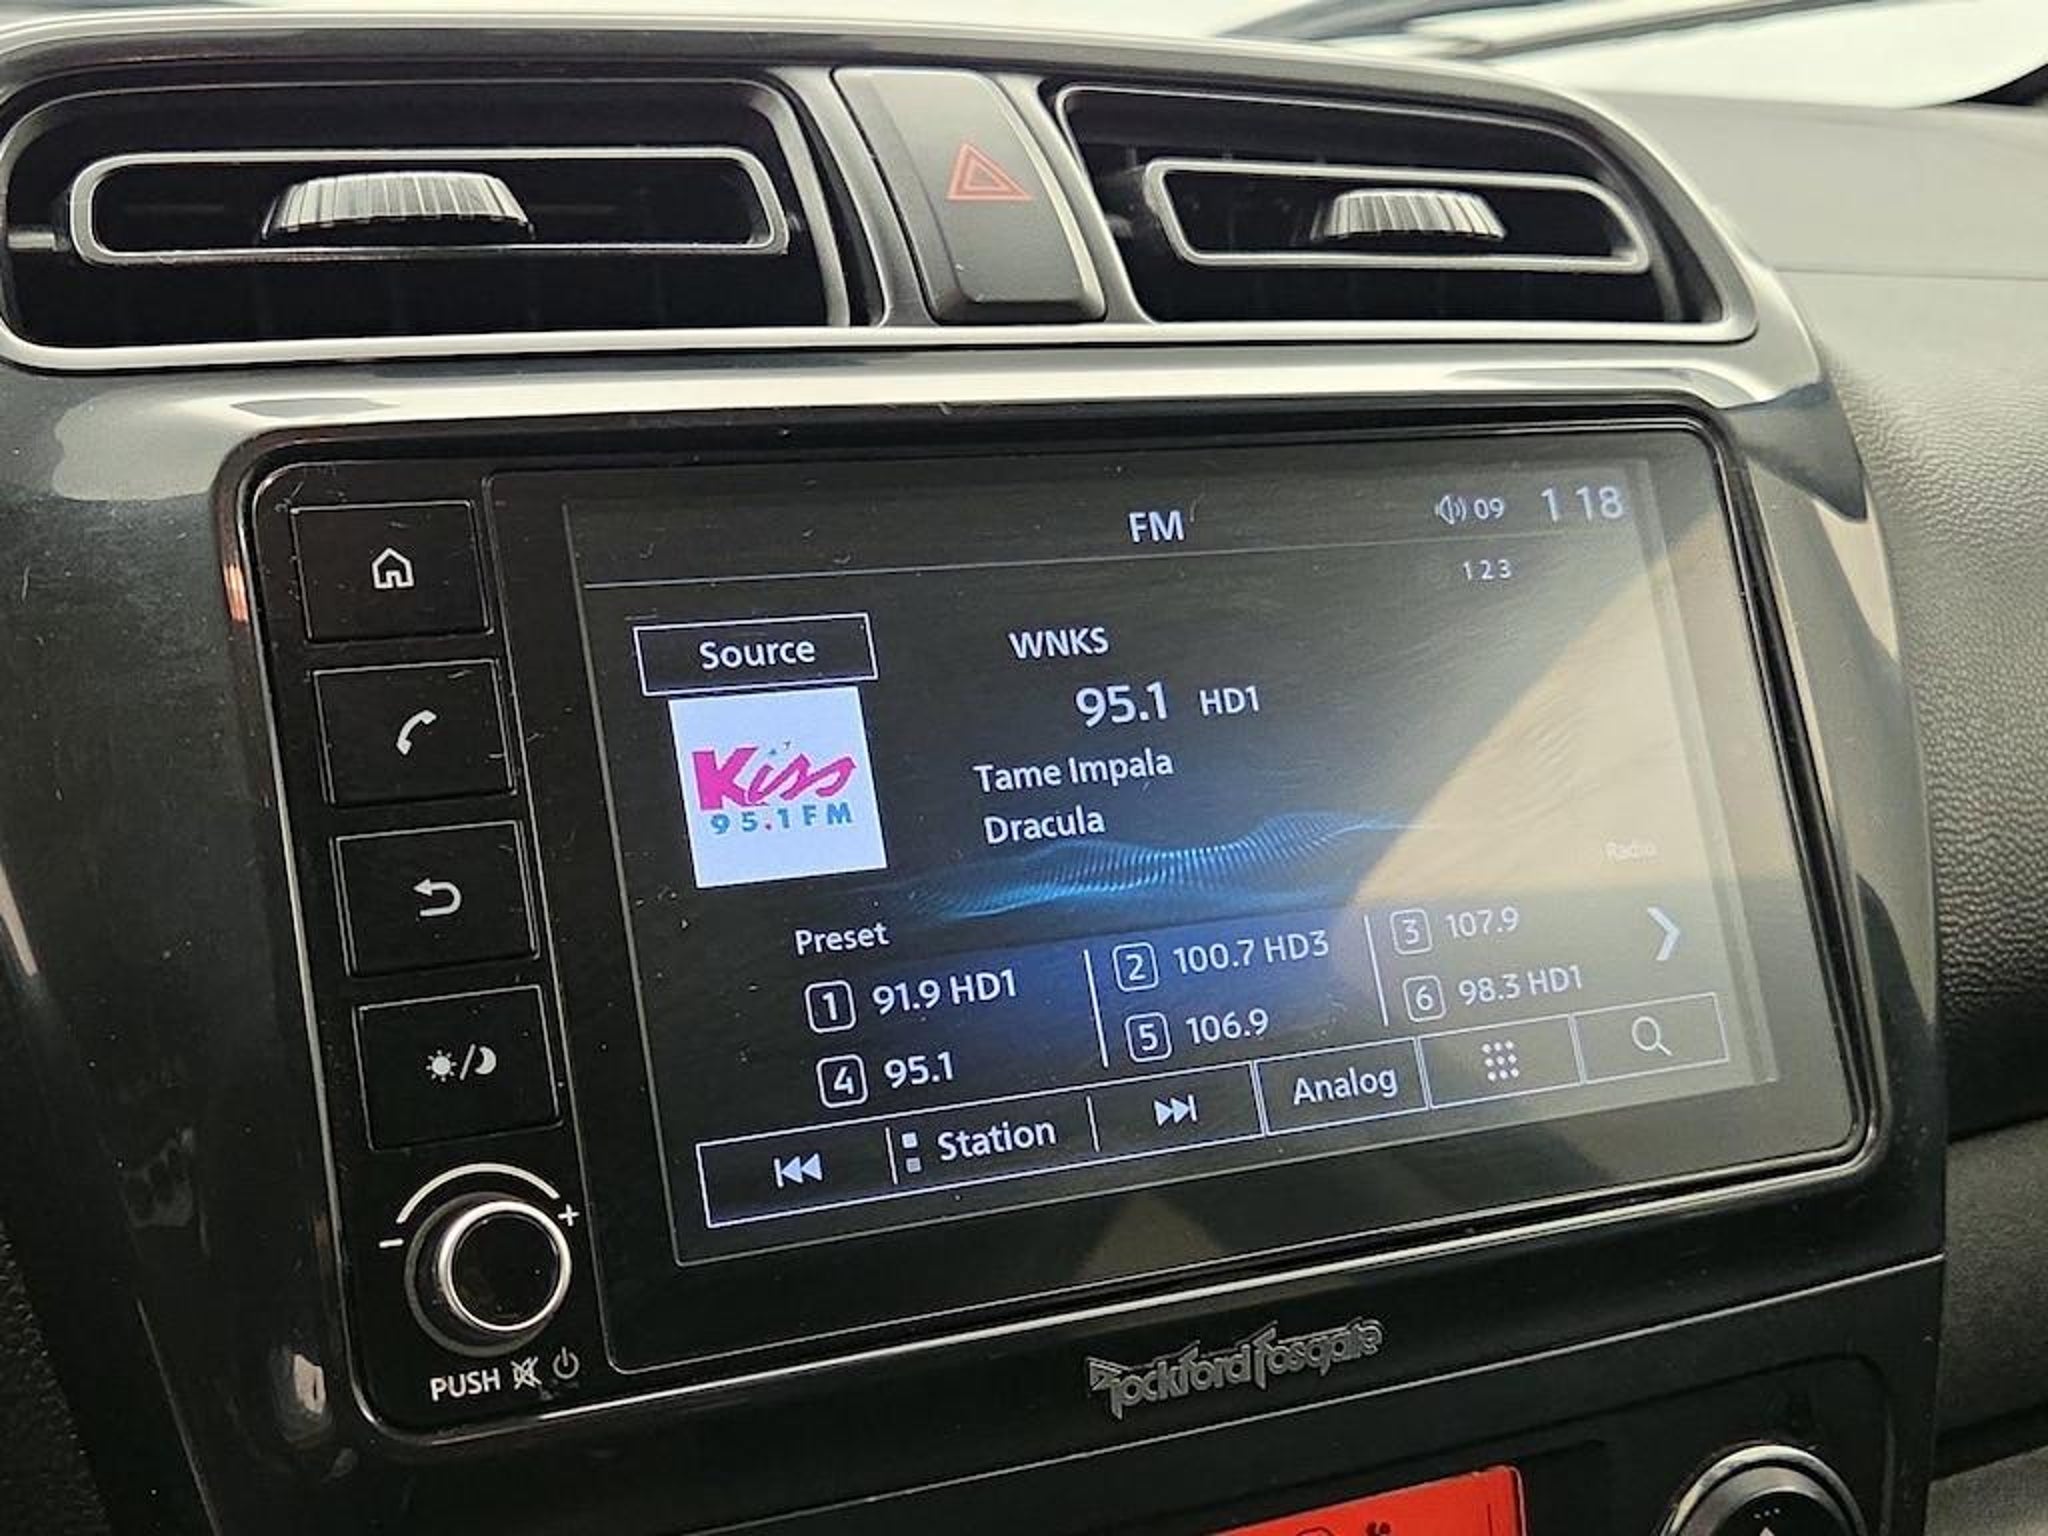 FM
09
1 18
1 2 3
Source
WNKS
95.1 HD1
Kiss
95.1 FM
Tame Impala
Dracula
Radio
Preset
1 91.9 HD1
2 100.7 HD3
3 107.9
4 95.1
5 106.9
6 98.3 HD1
Station
Analog
- +
PUSH
Rockford Fosgate